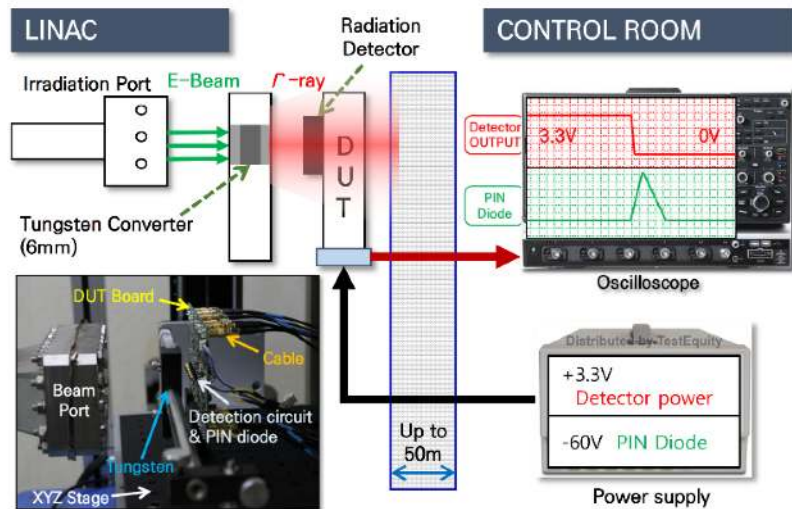 LINAC
CONTROL ROOM
Radiation
Detector
Irradiation Port
E-Beam
Γ-ray
Tungsten Converter
(6mm)
DUT
Detector
OUTPUT
3.3V
0V
PIN
Diode
Oscilloscope
DUT Board
Cable
Beam
Port
Detection circuit
& PIN diode
Tungsten
XYZ Stage
Up to
50m
Distributed by TestEquity
+3.3V
Detector power
-60V PIN Diode
Power supply